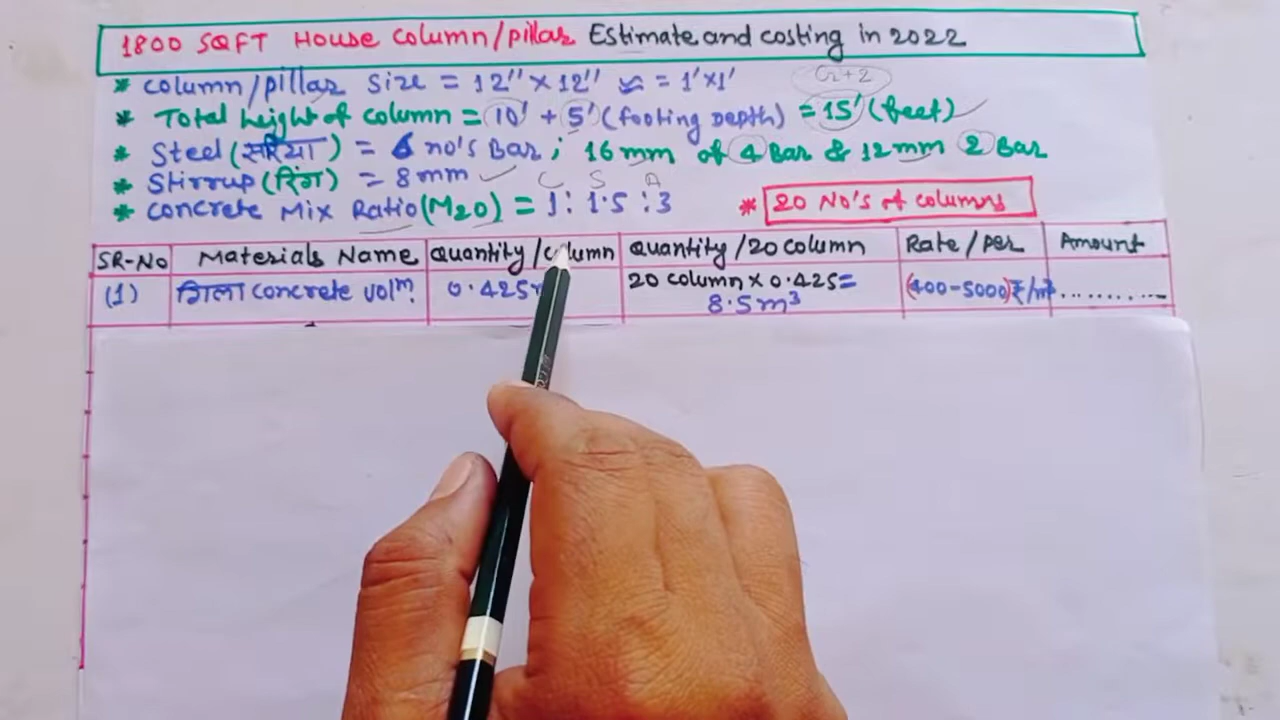 1800 SQFT House column/pillar Estimate and costing in 2022
* column/pillar size = 12" × 12" = 1'×1'
G+2
* Total height of column = 10' + 5' (footing Depth) = 15' (feet)
* Steel (सरिया) = 6 no's Bar; 16 mm of 4 Bar & 12 mm 2 Bar
* Stirrup (रिंग) = 8 mm
C S A
* Concrete Mix Ratio (M20) = 1 : 1.5 : 3 * 20 No's of columns
SR-No Materials Name Quantity/column Quantity/20 column Rate/Per Amount
(1) गिला concrete volm. 0.425 20 column × 0.425 = (400-5000) ₹/m³ ............
8.5 m³